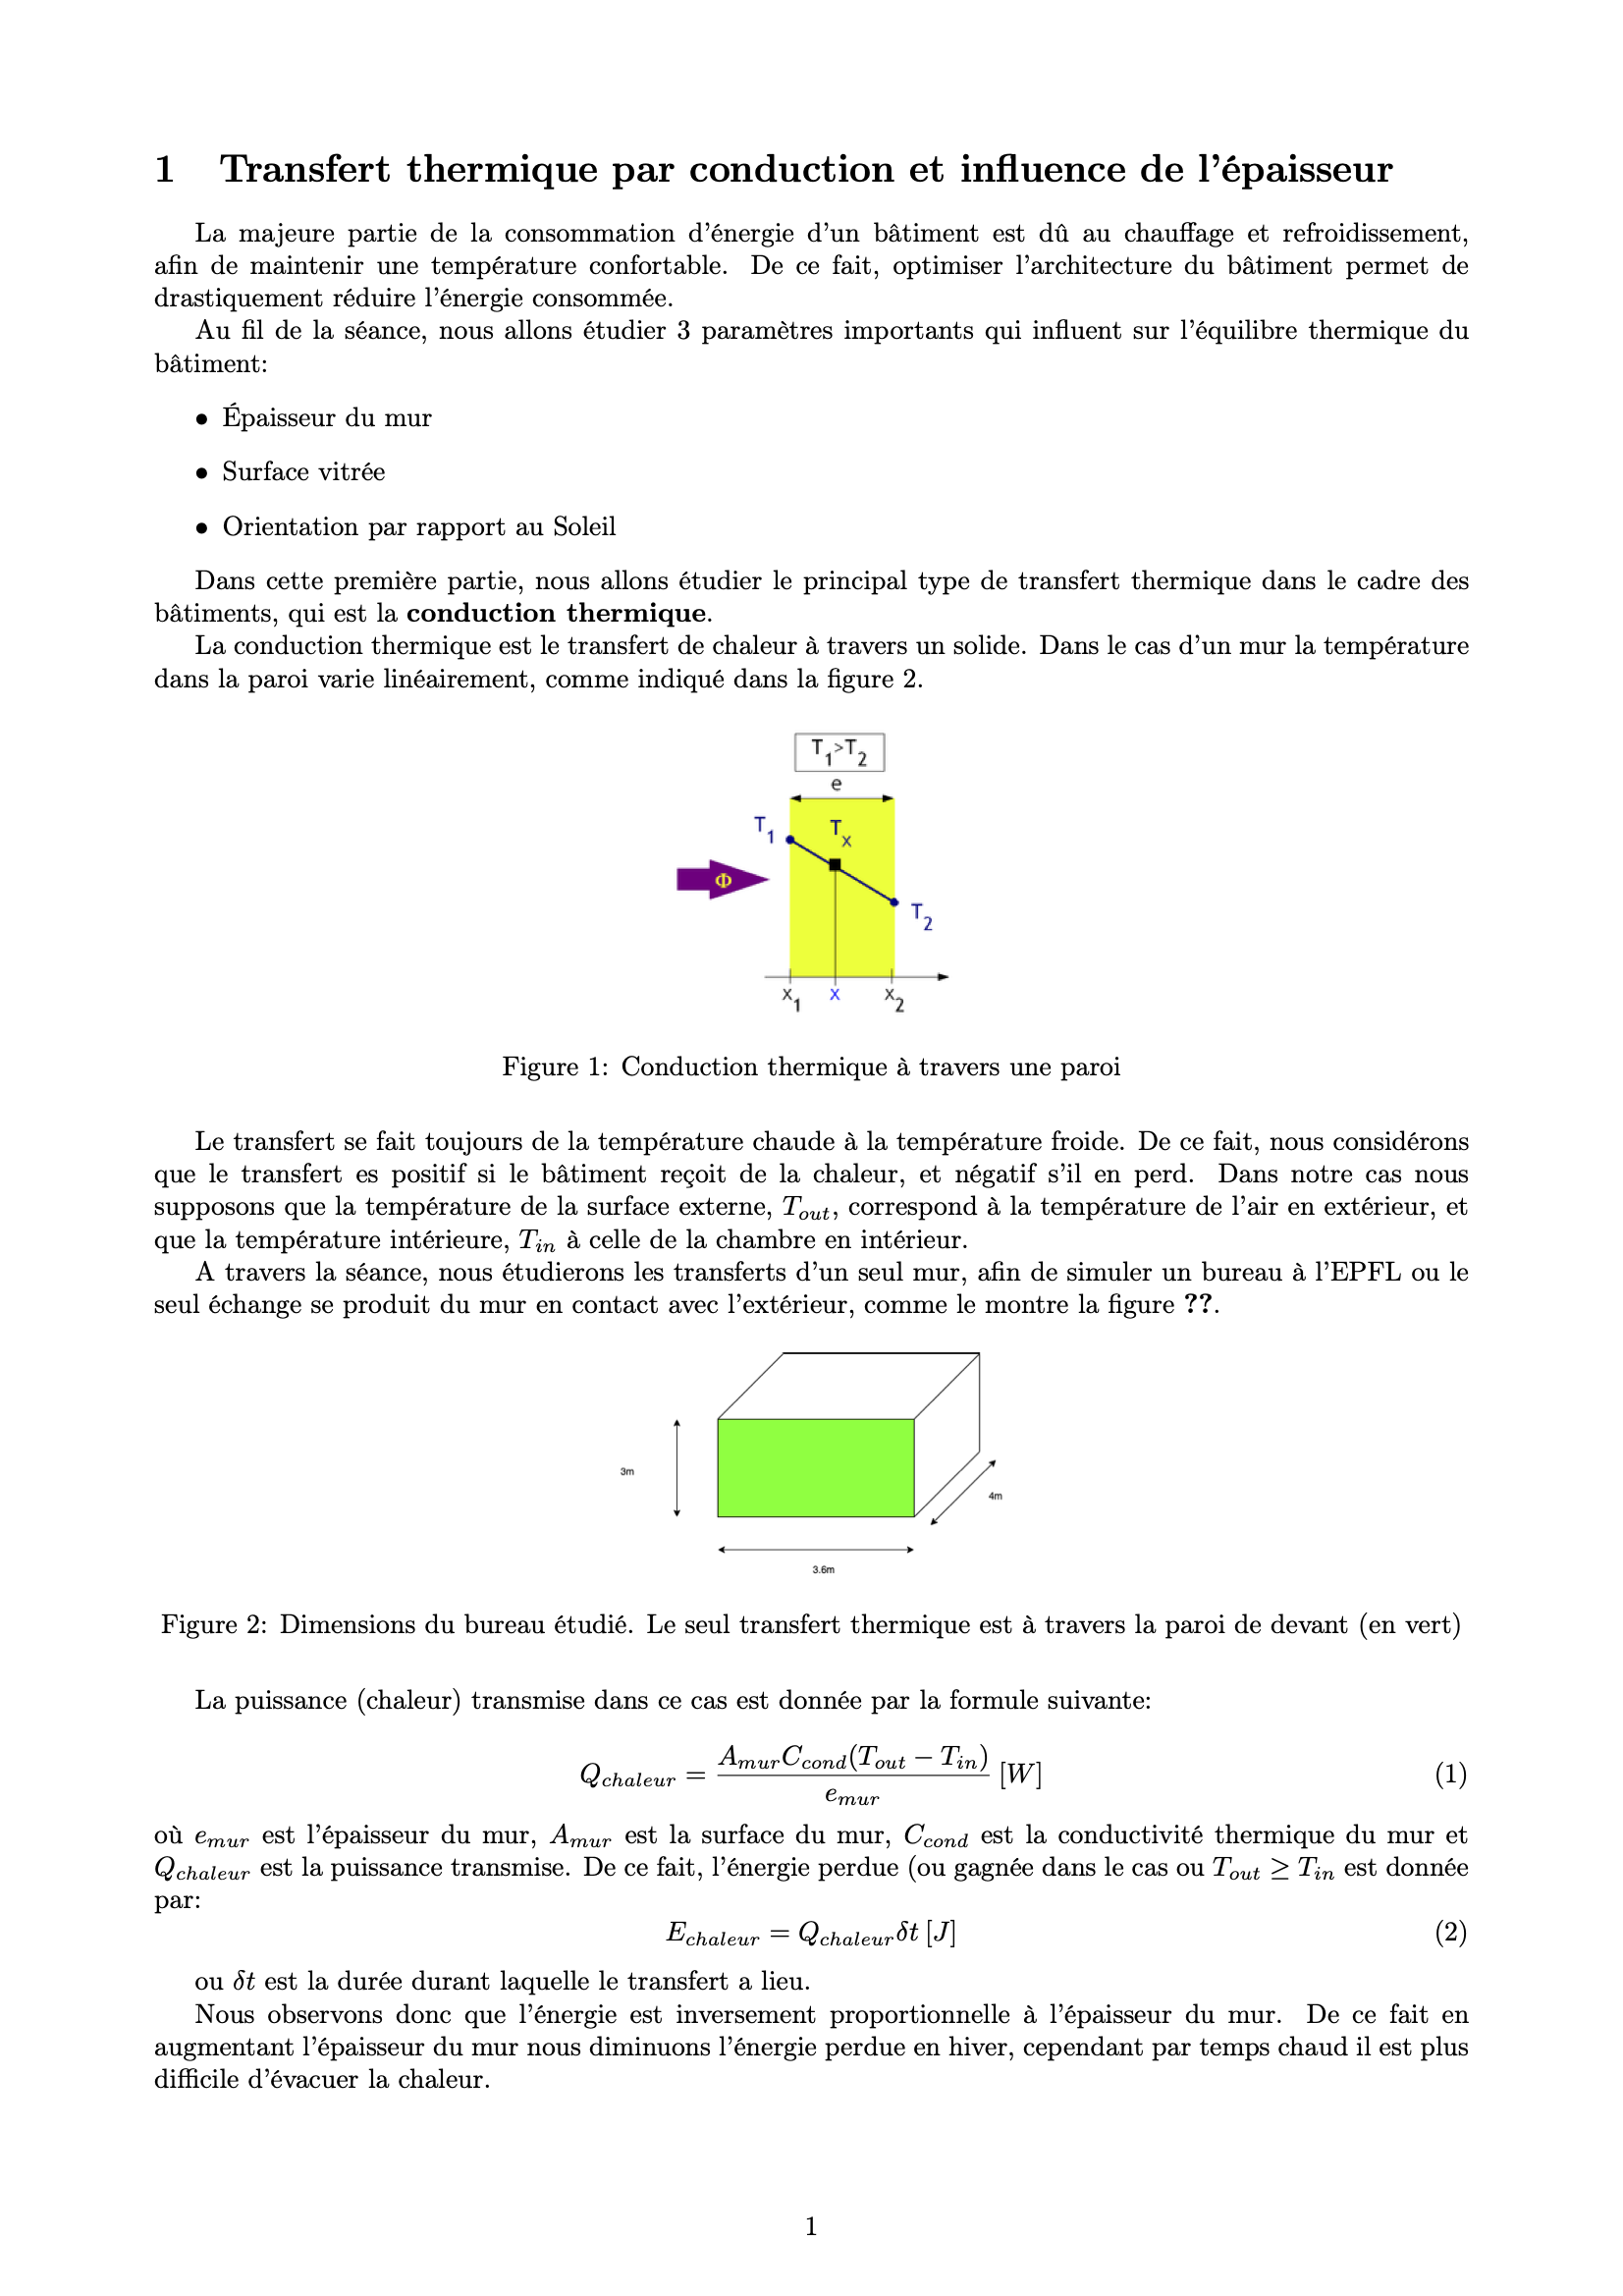 1 Transfert thermique par conduction et influence de l'épaisseur
La majeure partie de la consommation d'énergie d'un bâtiment est dû au chauffage et refroidissement,
afin de maintenir une température confortable. De ce fait, optimiser l'architecture du bâtiment permet de
drastiquement réduire l'énergie consommée.
Au fil de la séance, nous allons étudier 3 paramètres importants qui influent sur l'équilibre thermique du
bâtiment:
• Épaisseur du mur
• Surface vitrée
• Orientation par rapport au Soleil
Dans cette première partie, nous allons étudier le principal type de transfert thermique dans le cadre des
bâtiments, qui est la conduction thermique.
La conduction thermique est le transfert de chaleur à travers un solide. Dans le cas d'un mur la température
dans la paroi varie linéairement, comme indiqué dans la figure 2.
T_1>T_2
e
T_1
T_x
Φ
T_2
x_1 x x_2
Figure 1: Conduction thermique à travers une paroi
Le transfert se fait toujours de la température chaude à la température froide. De ce fait, nous considérons
que le transfert es positif si le bâtiment reçoit de la chaleur, et négatif s'il en perd. Dans notre cas nous
supposons que la température de la surface externe, T_{out}, correspond à la température de l'air en extérieur, et
que la température intérieure, T_{in} à celle de la chambre en intérieur.
A travers la séance, nous étudierons les transferts d'un seul mur, afin de simuler un bureau à l'EPFL ou le
seul échange se produit du mur en contact avec l'extérieur, comme le montre la figure ??.
3m
4m
3.6m
Figure 2: Dimensions du bureau étudié. Le seul transfert thermique est à travers la paroi de devant (en vert)
La puissance (chaleur) transmise dans ce cas est donnée par la formule suivante:
Q_{chaleur} = \frac{A_{mur}C_{cond}(T_{out} − T_{in})}{e_{mur}} [W] (1)
où e_{mur} est l'épaisseur du mur, A_{mur} est la surface du mur, C_{cond} est la conductivité thermique du mur et
Q_{chaleur} est la puissance transmise. De ce fait, l'énergie perdue (ou gagnée dans le cas ou T_{out} ≥ T_{in} est donnée
par:
E_{chaleur} = Q_{chaleur}δt [J] (2)
ou δt est la durée durant laquelle le transfert a lieu.
Nous observons donc que l'énergie est inversement proportionnelle à l'épaisseur du mur. De ce fait en
augmentant l'épaisseur du mur nous diminuons l'énergie perdue en hiver, cependant par temps chaud il est plus
difficile d'évacuer la chaleur.
1